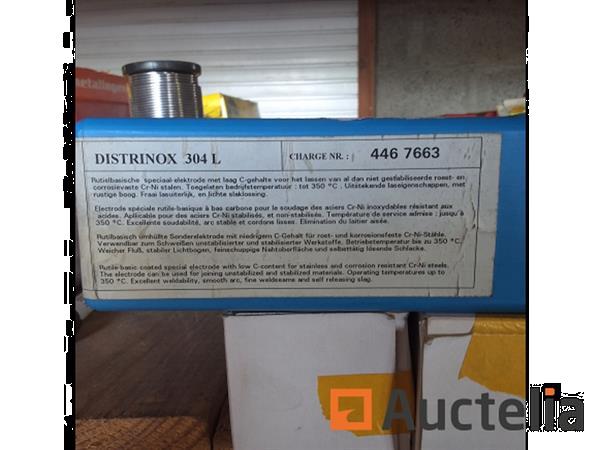 etalingen
DISTRINOX 304 L
CHARGE NR. : 446 7663
Rutielbasische speciaal-elektrode met laag C-gehalte voor het lassen van al dan niet gestabiliseerde roest- en
corrosievaste Cr-Ni stalen. Toegelaten bedrijfstemperatuur : tot 350 °C . Uitstekende laseigenschappen, met
rustige boog. Fraai lasuiterlijk, en lichte slaklossing.
Electrode spéciale rutile-basique à bas carbone pour le soudage des aciers Cr-Ni inoxydables résistant aux
acides. Apllicable pour des aciers Cr-Ni stabilisés, et non-stabilisés. Température de service admise : jusqu'à
350 °C. Excellente soudabilité, arc stable et cordons lisses. Elimination du laitier aisée.
Rutilbasisch umhüllte Sonderelektrode mit niedrigem C-Gehalt für rost- und korrosionsfeste Cr-Ni-Stähle.
Verwendbar zum Schweißen unstabilisierter und stabilisierter Werkstoffe. Betriebetemperatur bis zu 350 °C.
Weicher Fluß, stabiler Lichtbogen, feinschuppige Nahtoberfläche und selbsttätig lösende Schlacke.
Rutile-basic coated special electrode with low C-content for stainless and corrosion resistant Cr-Ni steels.
The electrode can be used for joining unstabilized and stabilized materials. Operating temperatures up to
350 °C. Excellent weldability, smooth arc, fine weldseams and self releasing slag.
Auctelia